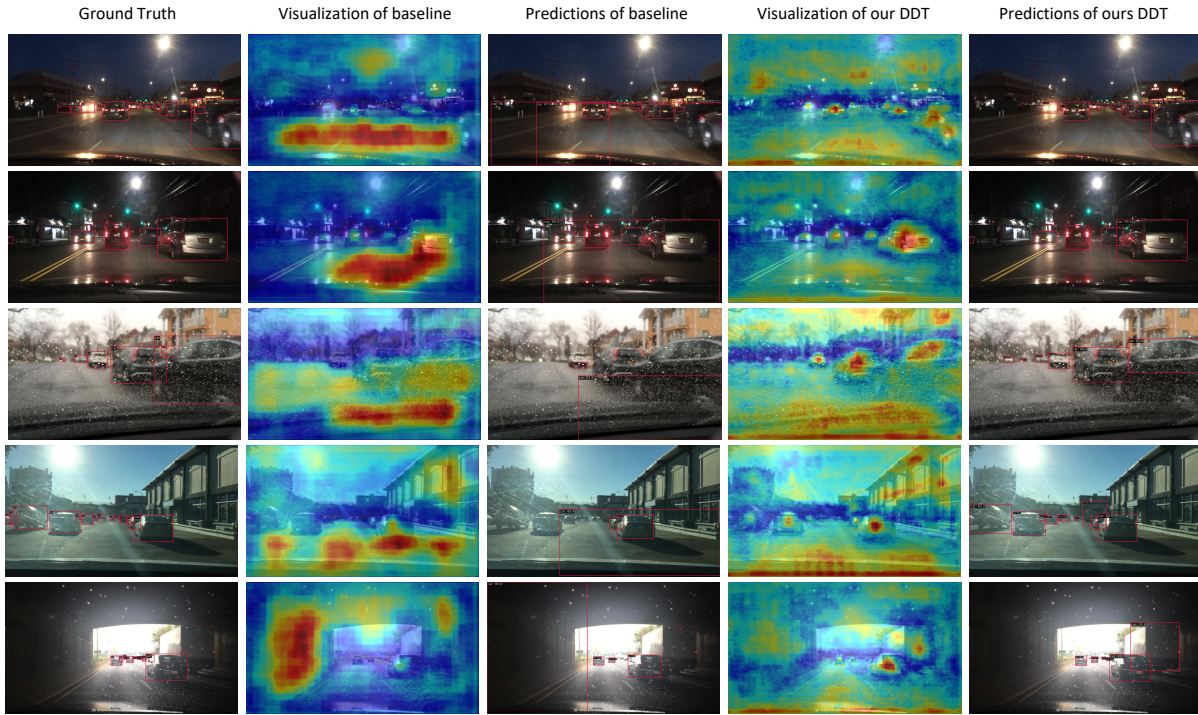 Ground Truth
Visualization of baseline
Predictions of baseline
Visualization of our DDT
Predictions of ours DDT